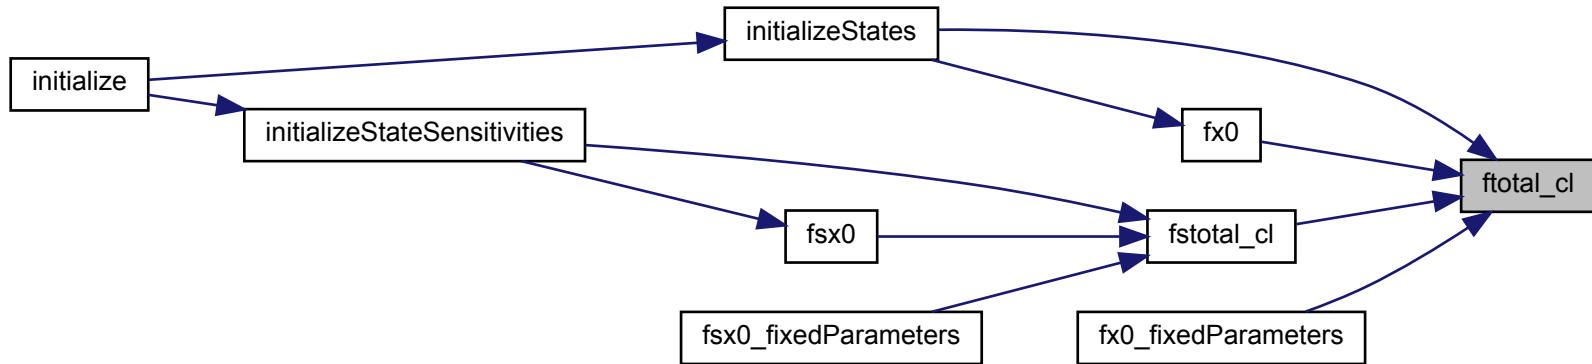 initializeStates
initialize
initializeStateSensitivities
fx0
ftotal_cl
fsx0
fstotal_cl
fsx0_fixedParameters
fx0_fixedParameters